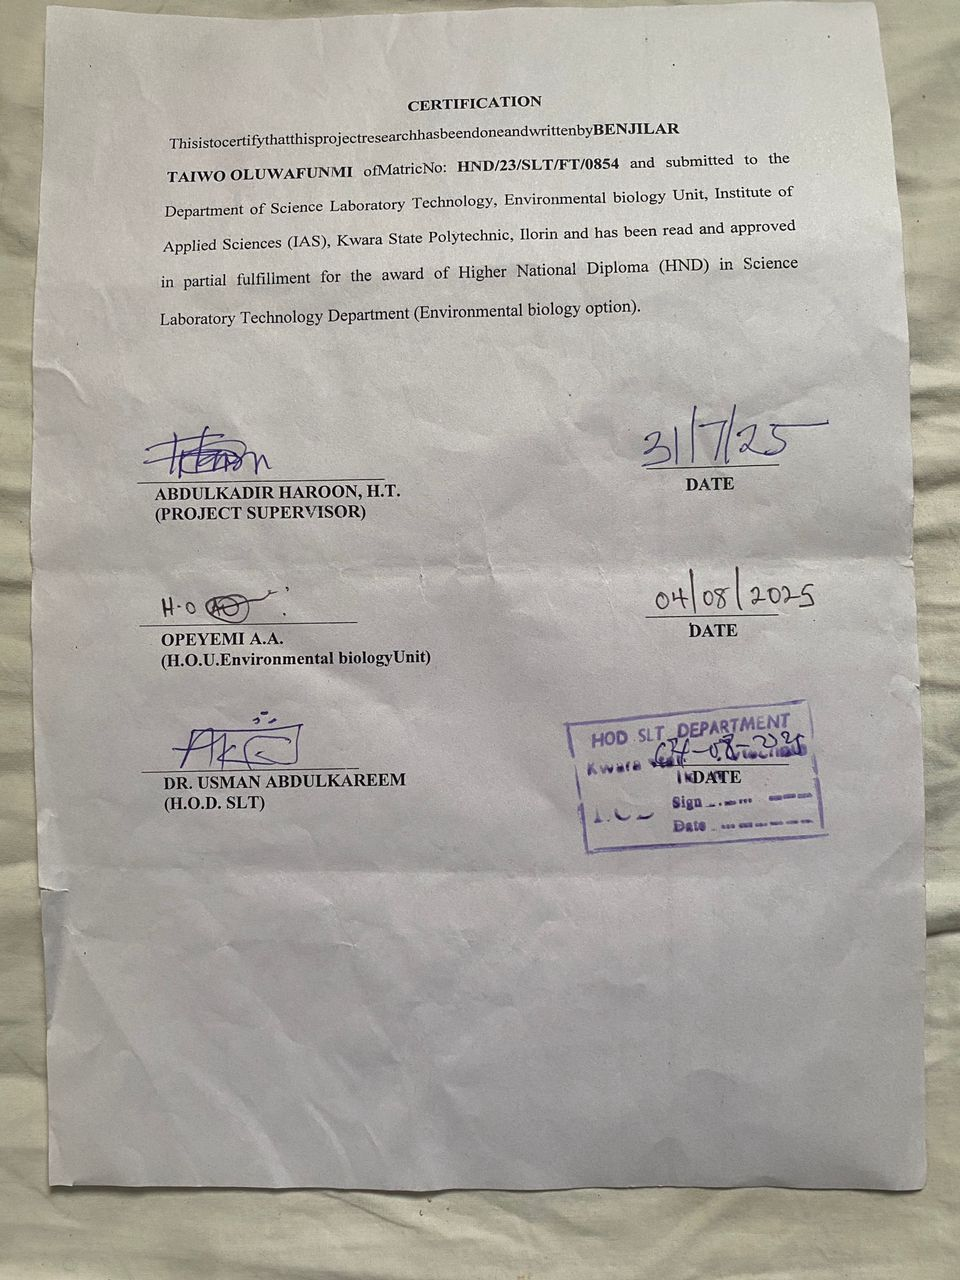 CERTIFICATION
ThisistocertifythatthisprojectresearchhasbeendoneandwrittenbyBENJILAR
TAIWO OLUWAFUNMI ofMatricNo: HND/23/SLT/FT/0854 and submitted to the
Department of Science Laboratory Technology, Environmental biology Unit, Institute of
Applied Sciences (IAS), Kwara State Polytechnic, Ilorin and has been read and approved
in partial fulfillment for the award of Higher National Diploma (HND) in Science
Laboratory Technology Department (Environmental biology option).
31/7/25
ABDULKADIR HAROON, H.T.
DATE
(PROJECT SUPERVISOR)
H.O
04/08/2025
OPEYEMI A.A.
DATE
(H.O.U.Environmental biologyUnit)
HOD SLT DEPARTMENT
Kwara
DR. USMAN ABDULKAREEM
DATE
(H.O.D. SLT)
Sign
Date